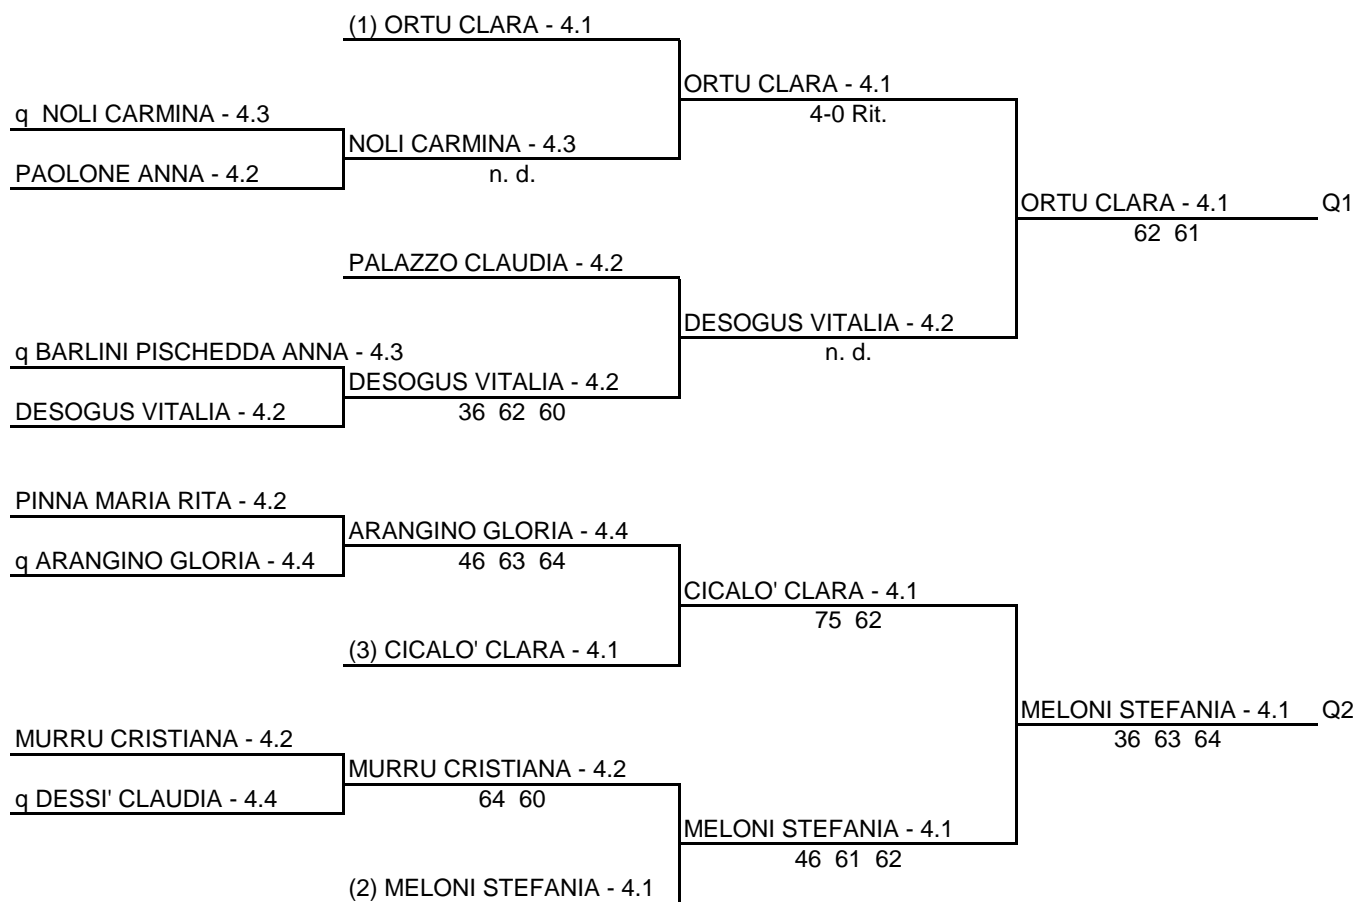 (1) ORTU CLARA - 4.1
ORTU CLARA - 4.1
q NOLI CARMINA - 4.3
4-0 Rit.
NOLI CARMINA - 4.3
PAOLONE ANNA - 4.2
n. d.
ORTU CLARA - 4.1 Q1
62 61
PALAZZO CLAUDIA - 4.2
DESOGUS VITALIA - 4.2
q BARLINI PISCHEDDA ANNA - 4.3
n. d.
DESOGUS VITALIA - 4.2
DESOGUS VITALIA - 4.2
36 62 60
PINNA MARIA RITA - 4.2
ARANGINO GLORIA - 4.4
q ARANGINO GLORIA - 4.4
46 63 64
CICALO' CLARA - 4.1
75 62
(3) CICALO' CLARA - 4.1
MELONI STEFANIA - 4.1 Q2
MURRU CRISTIANA - 4.2
36 63 64
MURRU CRISTIANA - 4.2
q DESSI' CLAUDIA - 4.4
64 60
MELONI STEFANIA - 4.1
46 61 62
(2) MELONI STEFANIA - 4.1